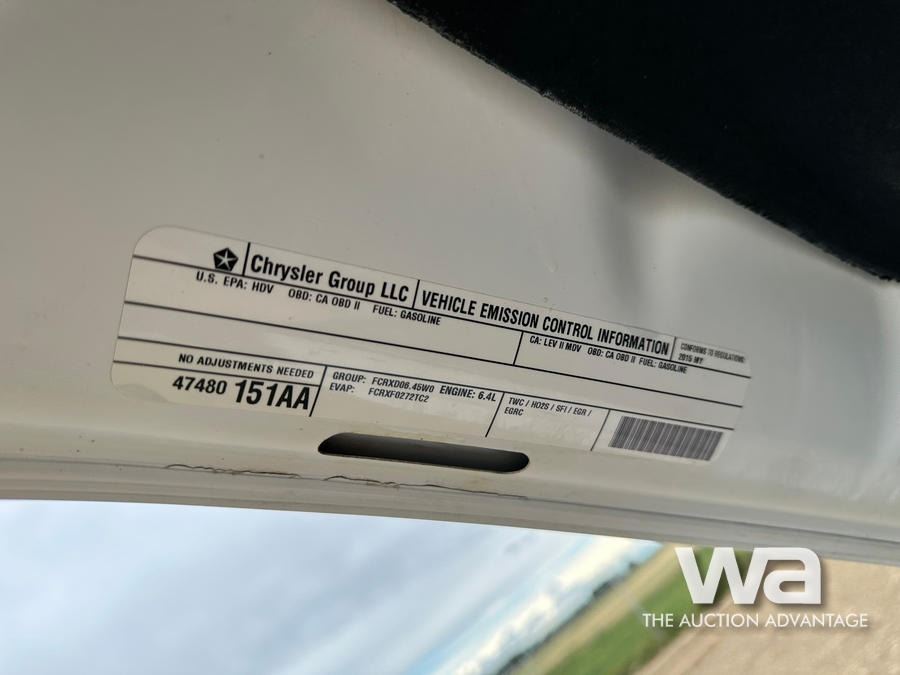 Chrysler Group LLC
VEHICLE EMISSION CONTROL INFORMATION
CONFORMS TO REGULATIONS:
2015 MY
U.S. EPA: HDV OBD: CA OBD II FUEL: GASOLINE
CA: LEV II MDV OBD: CA OBD II FUEL: GASOLINE
NO ADJUSTMENTS NEEDED
47480 151AA
GROUP: FCRXD06.45W0 ENGINE: 6.4L
EVAP: FCRXF0272TC2
TWC / HO2S / SFI / EGR /
EGRC
wa
THE AUCTION ADVANTAGE